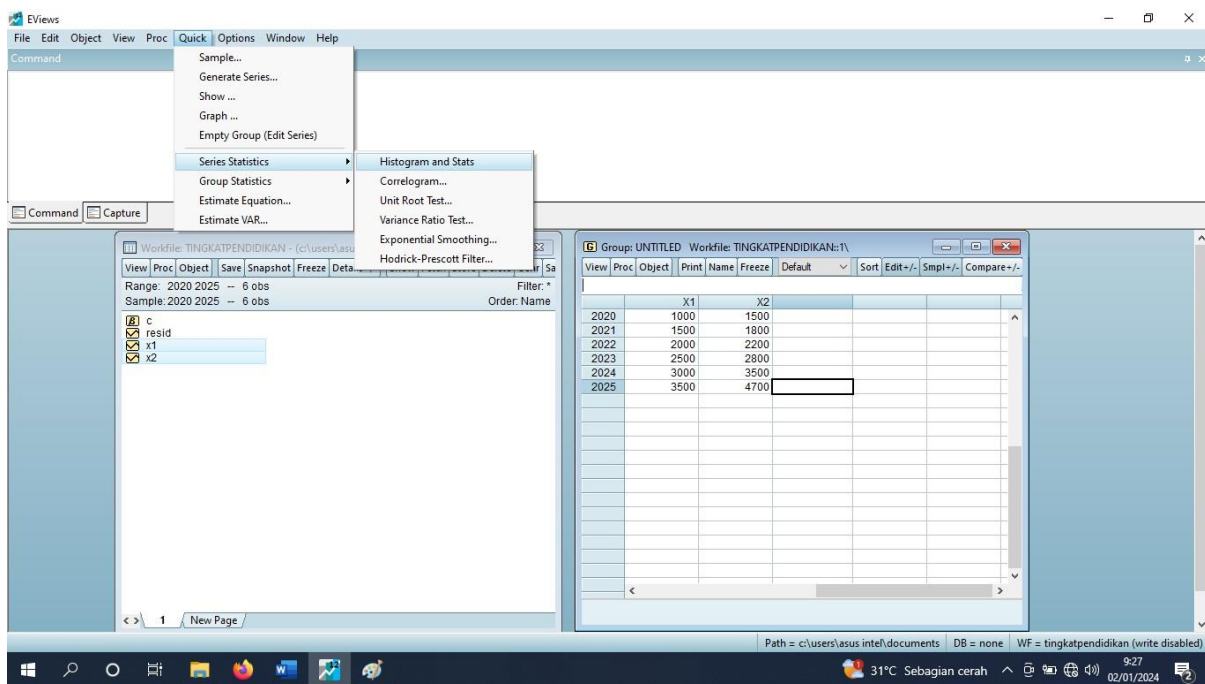 EViews
File Edit Object View Proc Quick Options Window Help
Command
Sample...
Generate Series...
Show ...
Graph ...
Empty Group (Edit Series)
Series Statistics
Group Statistics
Estimate Equation...
Estimate VAR...
Histogram and Stats
Correlogram...
Unit Root Test...
Variance Ratio Test...
Exponential Smoothing...
Hodrick-Prescott Filter...
Command Capture
Workfile: TINGKATPENDIDIKAN - (c:\users\asu
View Proc Object Save Snapshot Freeze Deta
Range: 2020 2025 -- 6 obs Filter: *
Sample: 2020 2025 -- 6 obs Order: Name
c
resid
x1
x2
1 New Page
Group: UNTITLED Workfile: TINGKATPENDIDIKAN::1\
View Proc Object Print Name Freeze Default Sort Edit+/- Smpl+/- Compare+/-
X1 X2
2020 1000 1500
2021 1500 1800
2022 2000 2200
2023 2500 2800
2024 3000 3500
2025 3500 4700
Path = c:\users\asus intel\documents DB = none WF = tingkatpendidikan (write disabled)
31°C Sebagian cerah 9:27
02/01/2024